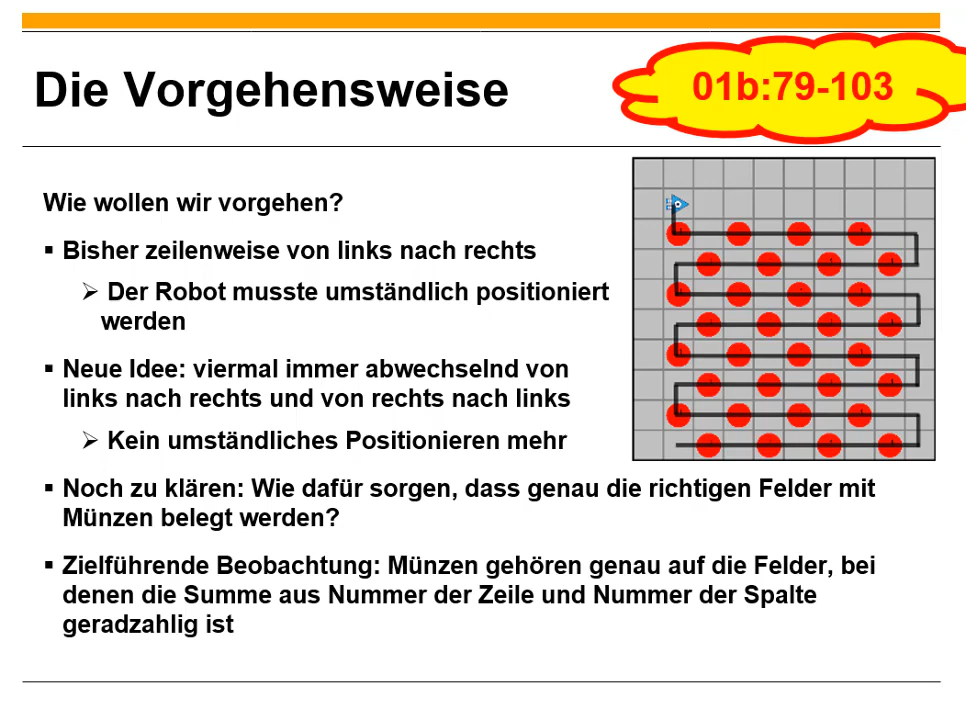 Die Vorgehensweise
01b:79-103
Wie wollen wir vorgehen?
▪ Bisher zeilenweise von links nach rechts
➢ Der Robot musste umständlich positioniert
werden
▪ Neue Idee: viermal immer abwechselnd von
links nach rechts und von rechts nach links
➢ Kein umständliches Positionieren mehr
▪ Noch zu klären: Wie dafür sorgen, dass genau die richtigen Felder mit
Münzen belegt werden?
▪ Zielführende Beobachtung: Münzen gehören genau auf die Felder, bei
denen die Summe aus Nummer der Zeile und Nummer der Spalte
geradzahlig ist